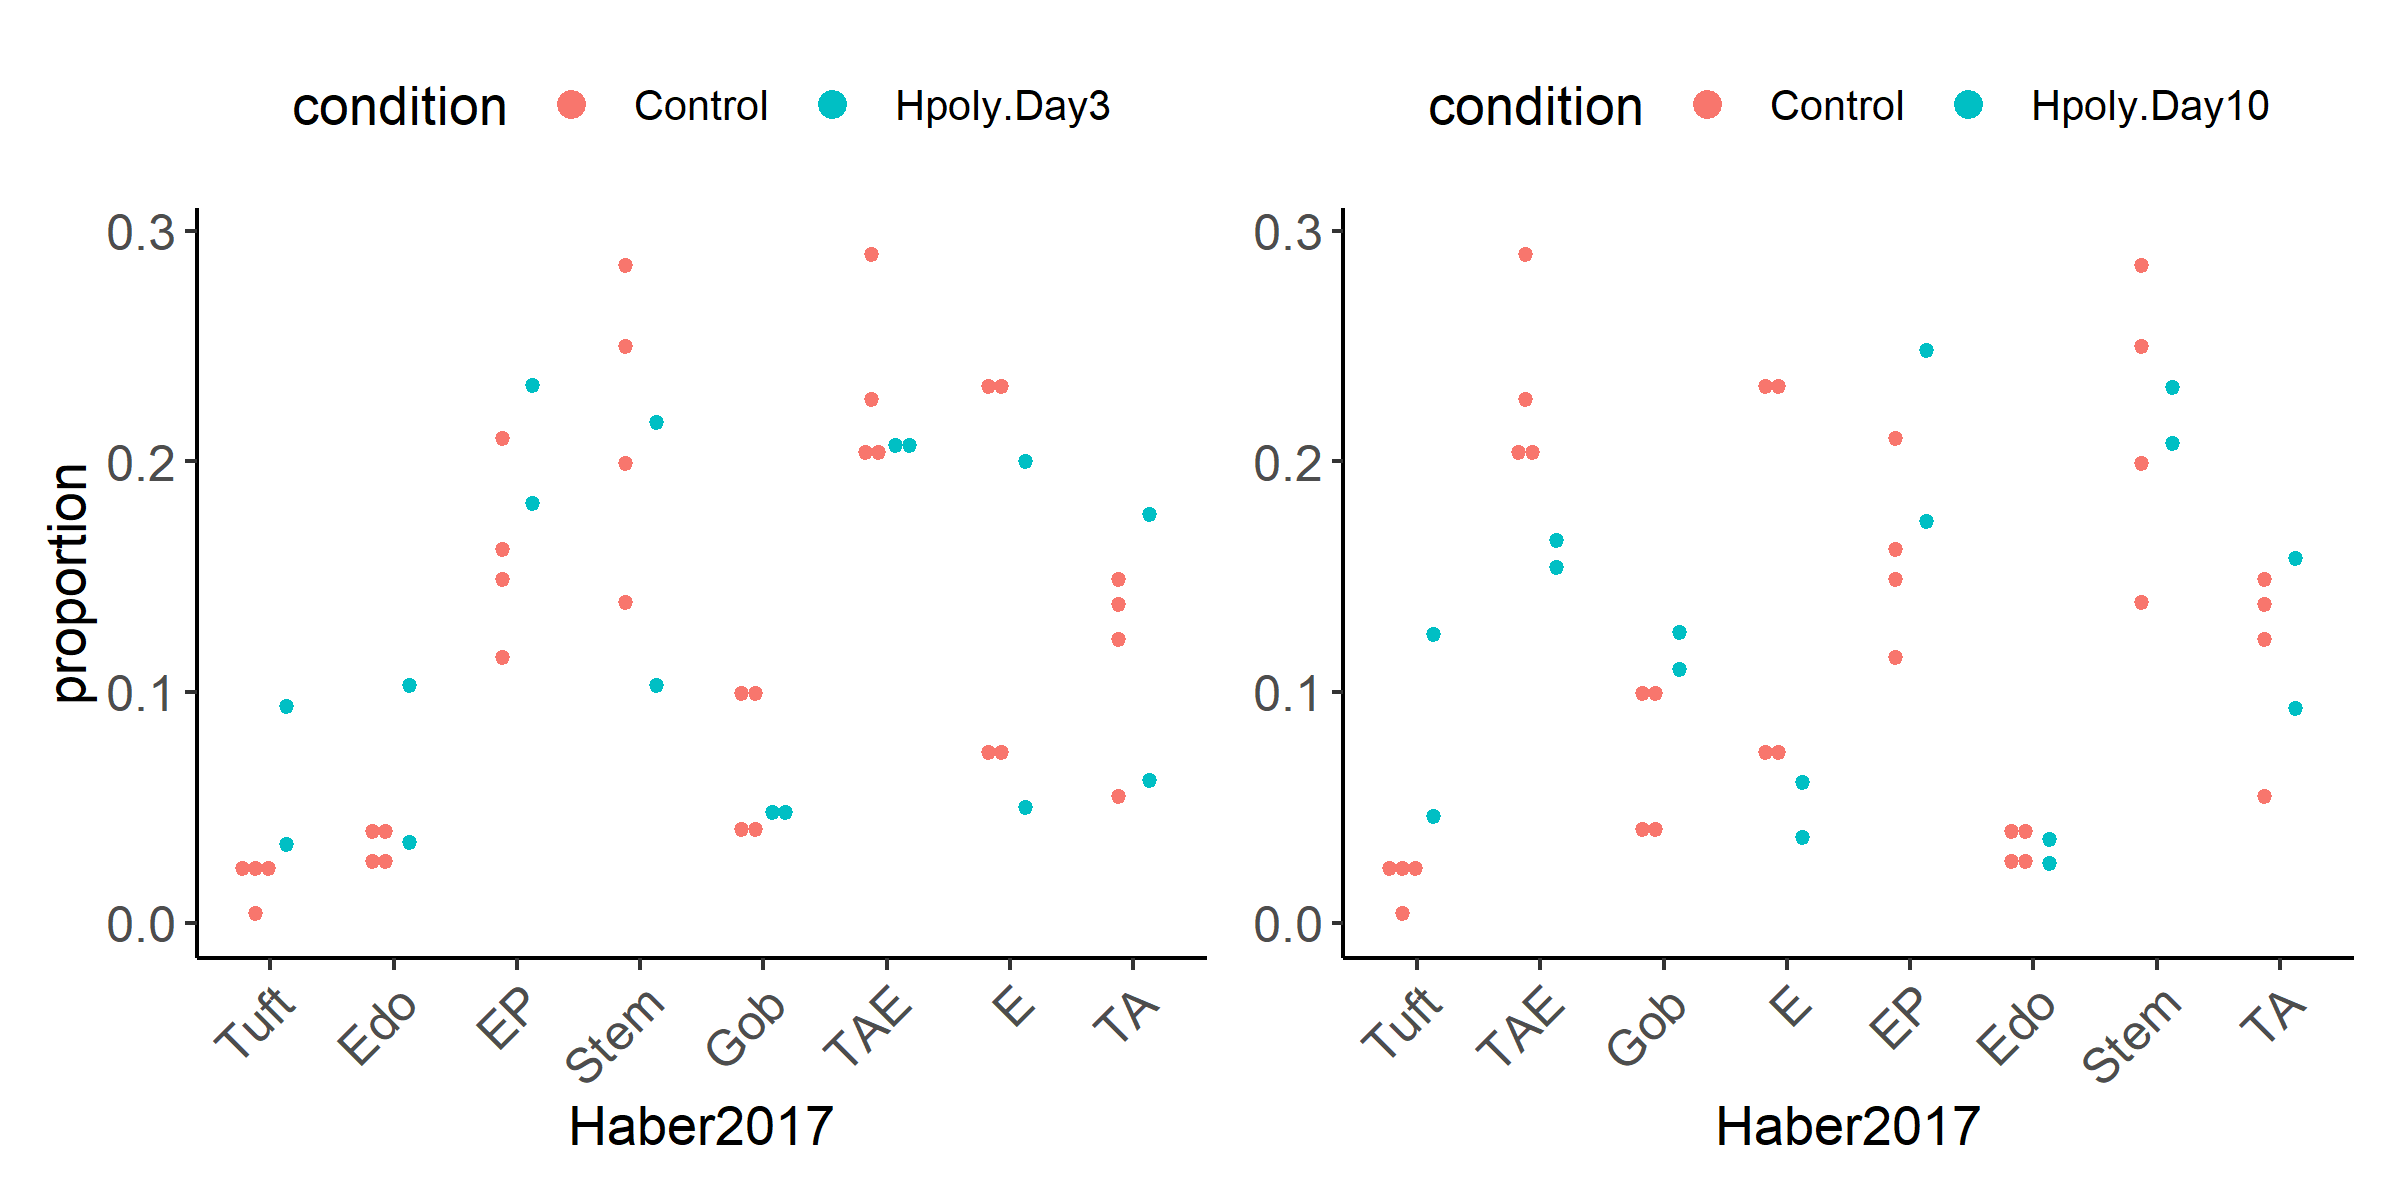 condition Control Hpoly.Day3
proportion
0.3
0.2
0.1
0.0
Tuft Edo EP Stem Gob TAE E TA
Haber2017
condition Control Hpoly.Day10
0.3
0.2
0.1
0.0
Tuft TAE Gob E EP Edo Stem TA
Haber2017